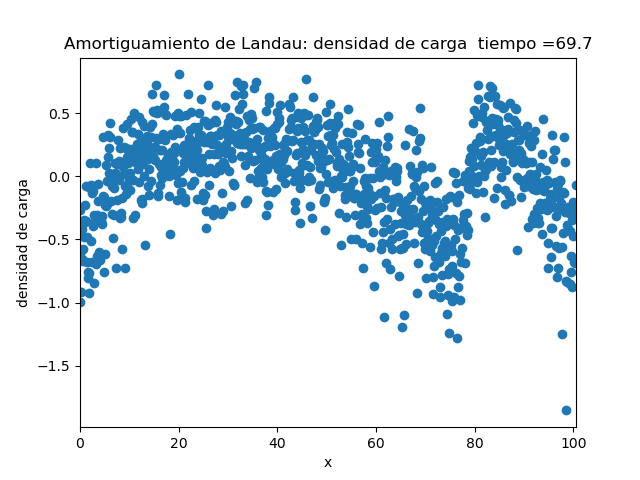 Amortiguamiento de Landau: densidad de carga  tiempo =69.7
densidad de carga
0.5
0.0
−0.5
−1.0
−1.5
0 20 40 60 80 100
x